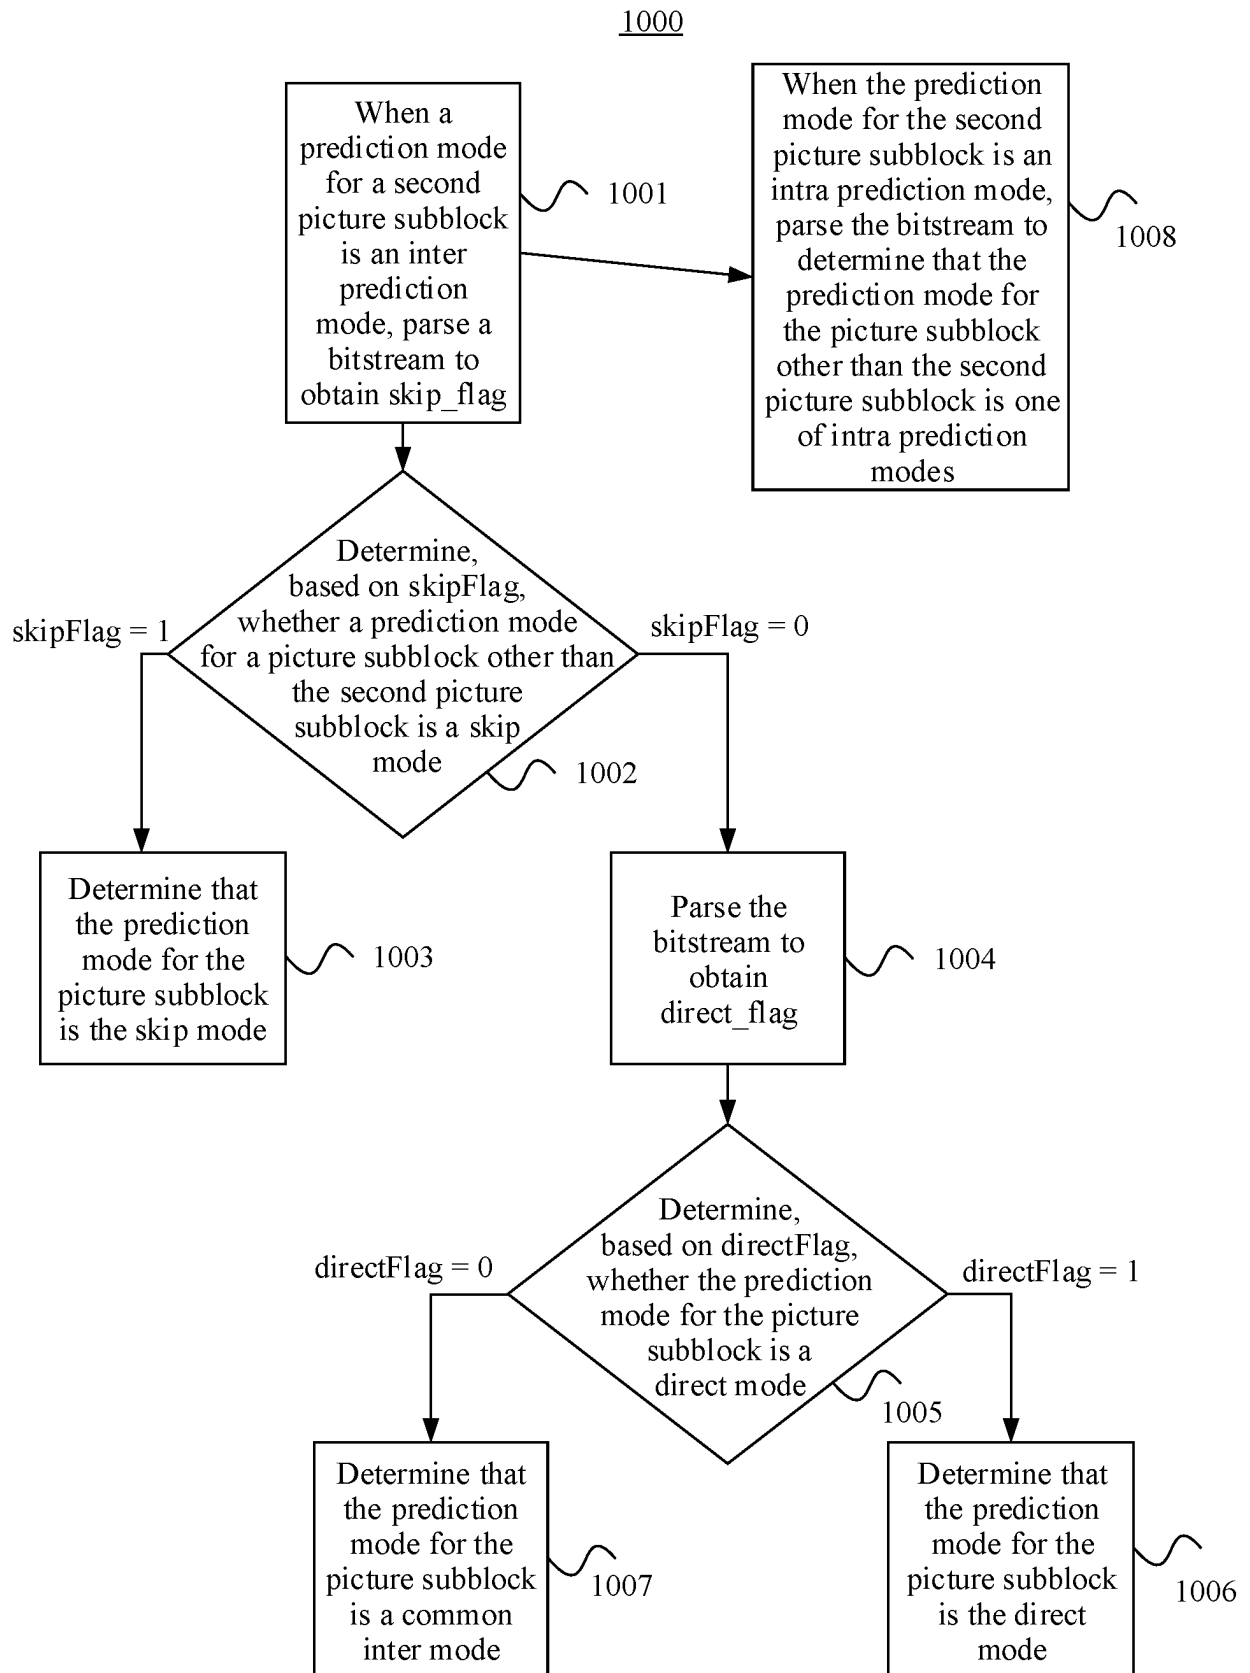 1000
When a
prediction mode
for a second
picture subblock
is an inter
prediction
mode, parse a
bitstream to
obtain skip_flag
1001
When the prediction
mode for the second
picture subblock is an
intra prediction mode,
parse the bitstream to
determine that the
prediction mode for
the picture subblock
other than the second
picture subblock is one
of intra prediction
modes
1008
Determine,
based on skipFlag,
whether a prediction mode
for a picture subblock other than
the second picture
subblock is a skip
mode
1002
skipFlag = 1
skipFlag = 0
Determine that
the prediction
mode for the
picture subblock
is the skip mode
1003
Parse the
bitstream to
obtain
direct_flag
1004
Determine,
based on directFlag,
whether the prediction
mode for the picture
subblock is a
direct mode
1005
directFlag = 0
directFlag = 1
Determine that
the prediction
mode for the
picture subblock
is a common
inter mode
1007
Determine that
the prediction
mode for the
picture subblock
is the direct
mode
1006